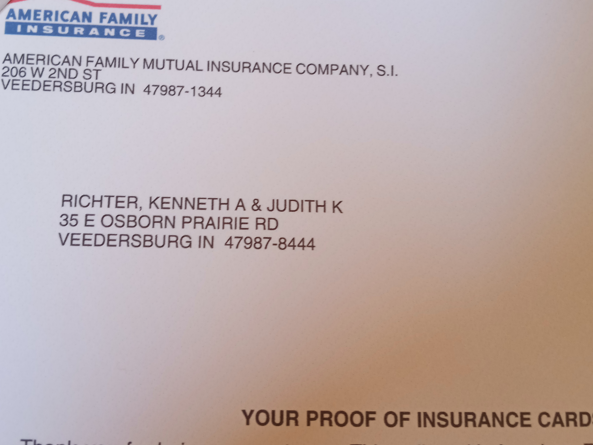 AMERICAN FAMILY
INSURANCE ®
AMERICAN FAMILY MUTUAL INSURANCE COMPANY, S.I.
206 W 2ND ST
VEEDERSBURG IN 47987-1344
RICHTER, KENNETH A & JUDITH K
35 E OSBORN PRAIRIE RD
VEEDERSBURG IN 47987-8444
YOUR PROOF OF INSURANCE CARD